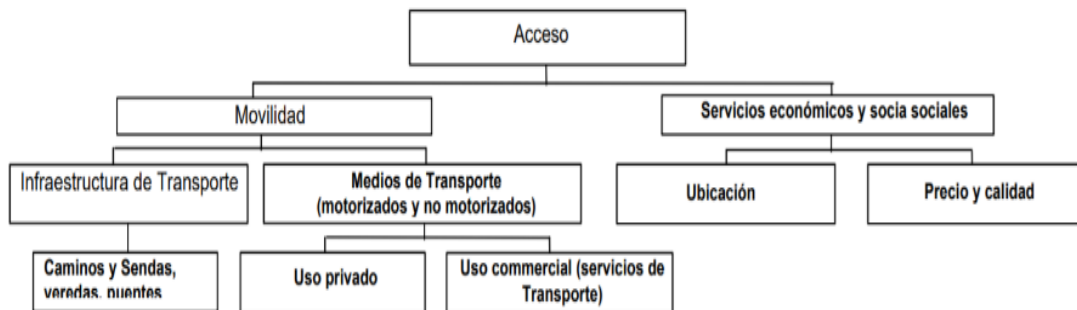 Acceso
Movilidad
Servicios económicos y socia sociales
Infraestructura de Transporte
Medios de Transporte
(motorizados y no motorizados)
Ubicación
Precio y calidad
Caminos y Sendas,
veredas, puentes
Uso privado
Uso commercial (servicios de
Transporte)